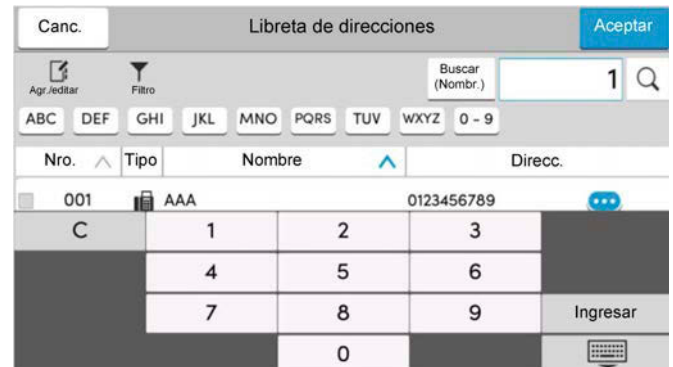 Canc. Libreta de direcciones Aceptar
Agr./editar Filtro Buscar (Nombr.) 1
ABC DEF GHI JKL MNO PQRS TUV WXYZ 0 - 9
Nro. Tipo Nombre Direcc.
001 AAA 0123456789
C 1 2 3
4 5 6
7 8 9 Ingresar
0